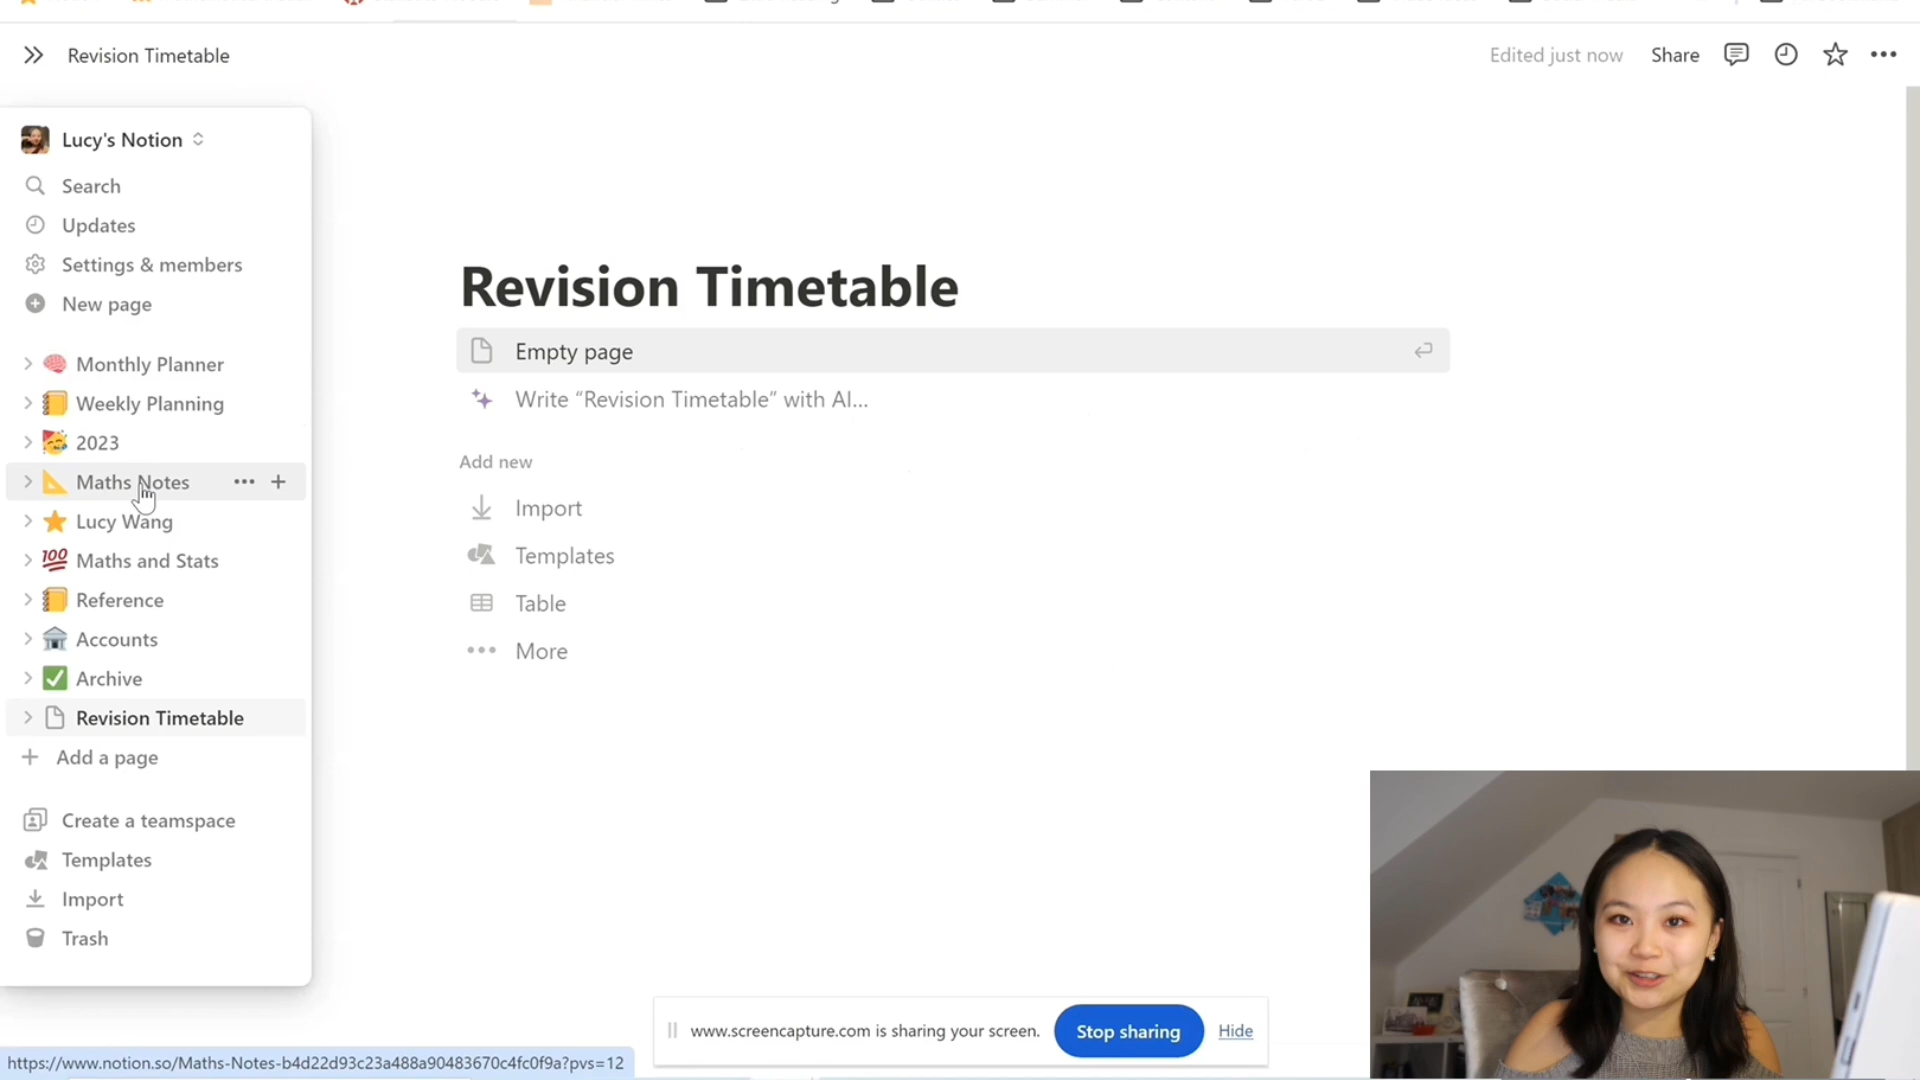 Revision Timetable
Edited just now
Share
Lucy's Notion
Search
Updates
Settings & members
New page
Monthly Planner
Weekly Planning
2023
Maths Notes
Lucy Wang
100
Maths and Stats
Reference
Accounts
Archive
Revision Timetable
Add a page
Create a teamspace
Templates
Import
Trash
Revision Timetable
Empty page
Write “Revision Timetable” with AI...
Add new
Import
Templates
Table
More
www.screencapture.com is sharing your screen.
Stop sharing
Hide
https://www.notion.so/Maths-Notes-b4d22d93c23a488a90483670c4fc0f9a?pvs=12